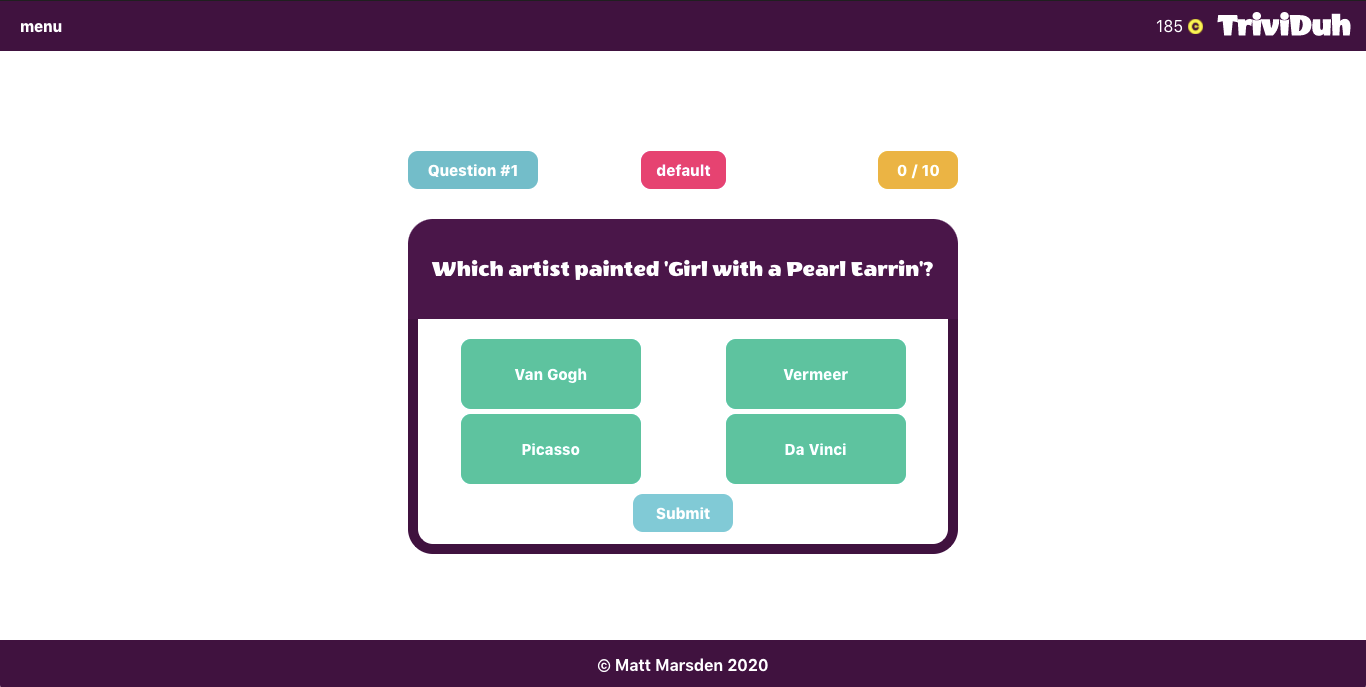 menu
185 TriviDuh
Question #1
default
0 / 10
Which artist painted 'Girl with a Pearl Earrin'?
Van Gogh
Vermeer
Picasso
Da Vinci
Submit
© Matt Marsden 2020